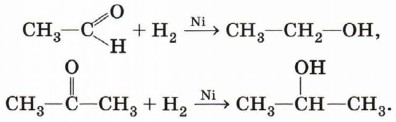 CH₃—C(=O)—H + H₂ —Ni→ CH₃—CH₂—OH,
CH₃—C(=O)—CH₃ + H₂ —Ni→ CH₃—CH(OH)—CH₃.